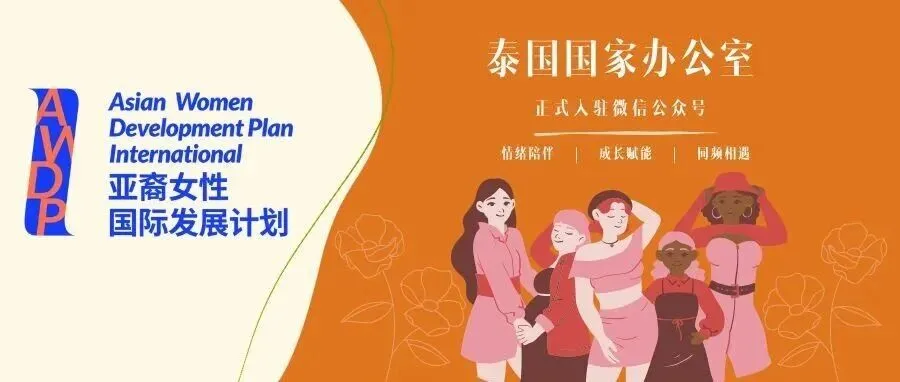 AWDP
Asian Women
Development Plan
International
亚裔女性
国际发展计划
泰国国家办公室
正式入驻微信公众号
情绪陪伴 | 成长赋能 | 同频相遇